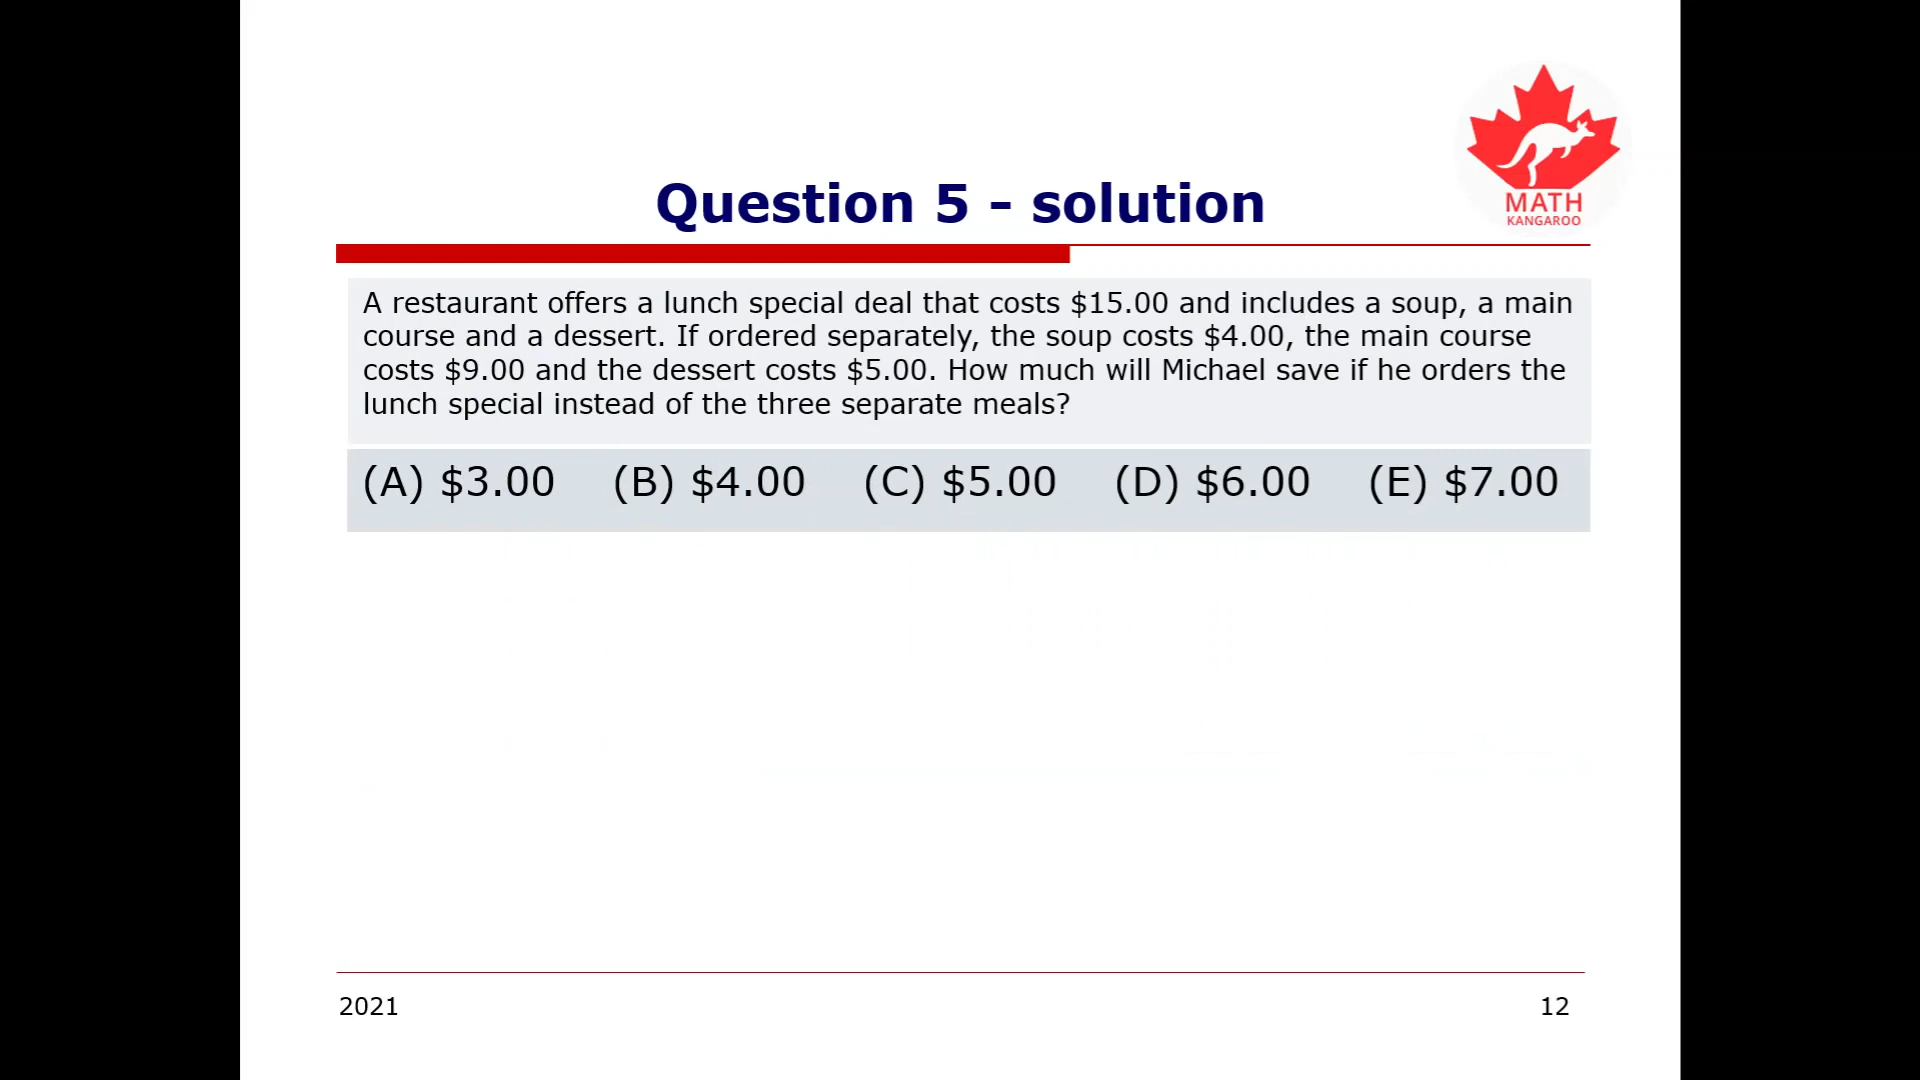 MATH
KANGAROO
Question 5 - solution
A restaurant offers a lunch special deal that costs $15.00 and includes a soup, a main
course and a dessert. If ordered separately, the soup costs $4.00, the main course
costs $9.00 and the dessert costs $5.00. How much will Michael save if he orders the
lunch special instead of the three separate meals?
(A) $3.00 (B) $4.00 (C) $5.00 (D) $6.00 (E) $7.00
2021 12